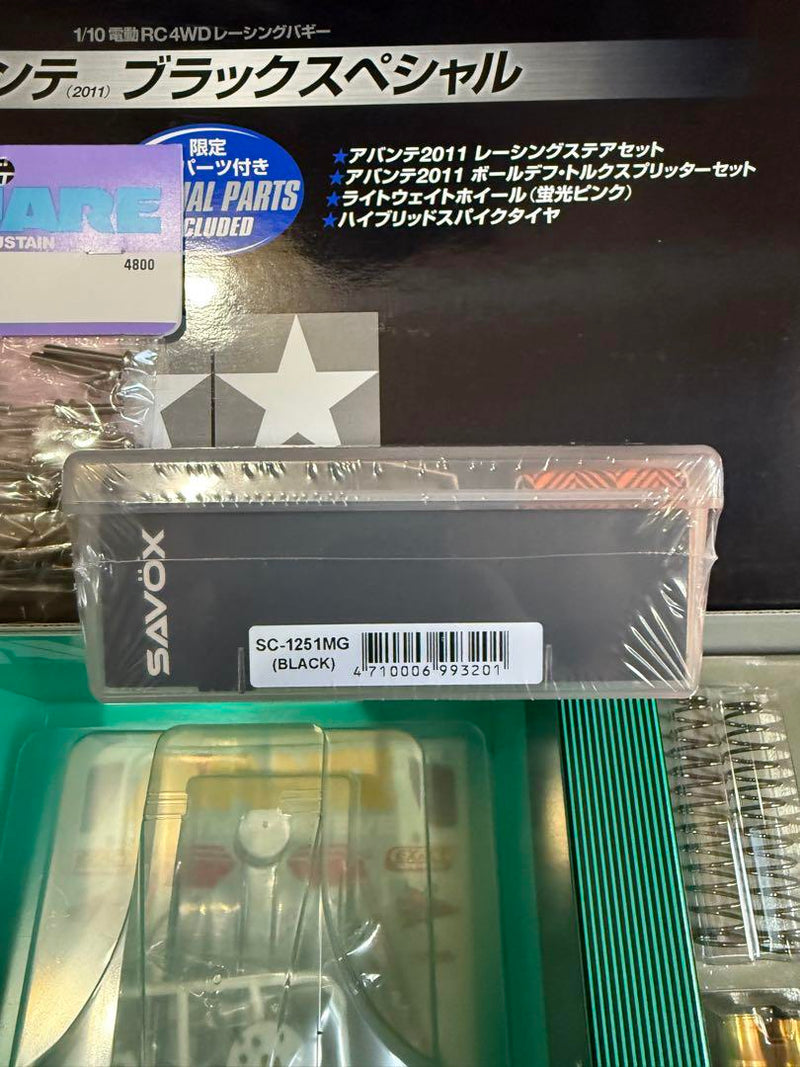 1/10 電動RC4WDレーシングバギー
ンテ(2011) ブラックスペシャル
限定
パーツ付き
PARTS
★アバンテ2011 レーシングステアセット
★アバンテ2011 ボールデフ・トルクスプリッターセット
★ライトウェイトホイール(蛍光ピンク)
★ハイブリッドスパイクタイヤ
4800
SAVÖX
SC-1251MG
(BLACK)
4 710006 993201